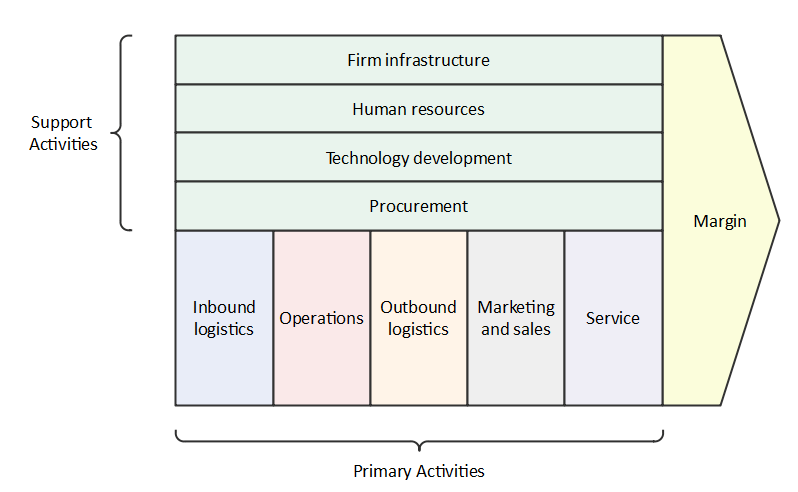 Firm infrastructure
Human resources
Support
Activities
Technology development
Procurement
Margin
Inbound
logistics
Operations
Outbound
logistics
Marketing
and sales
Service
Primary Activities